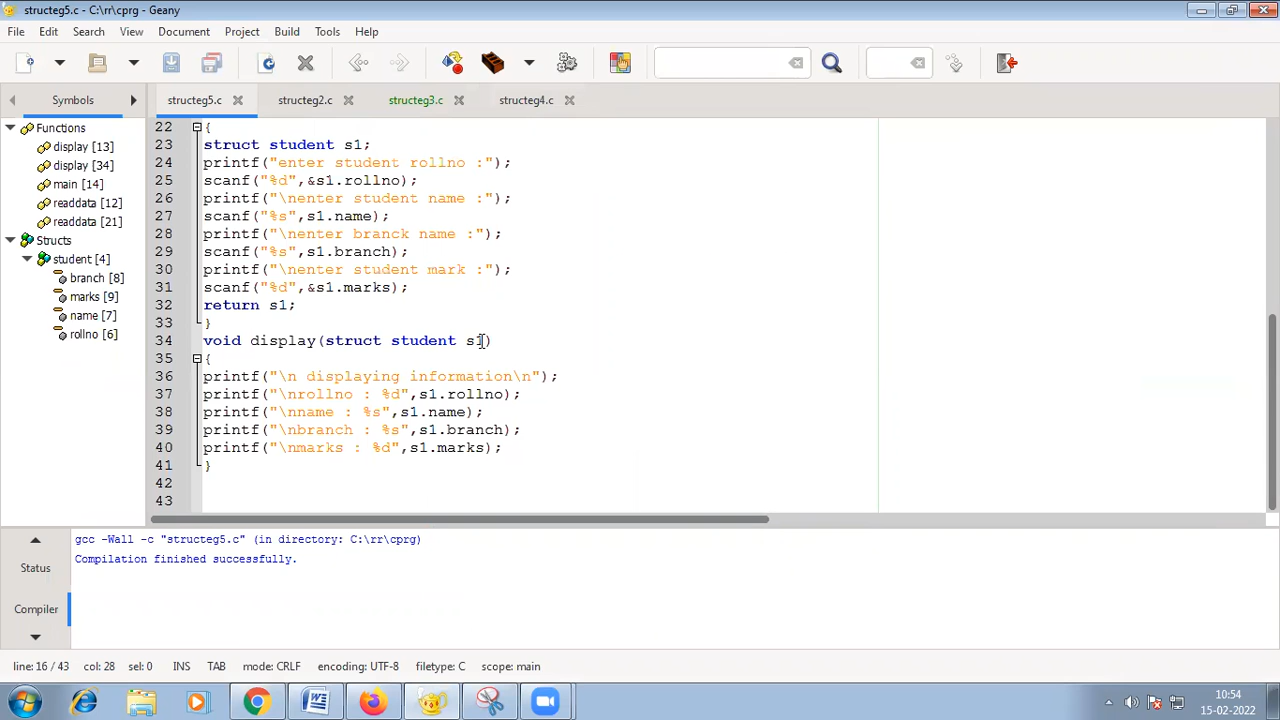 structeg5.c - C:\rr\cprg - Geany
File Edit Search View Document Project Build Tools Help
Symbols structeg5.c structeg2.c structeg3.c structeg4.c
Functions
display [13]
display [34]
main [14]
readdata [12]
readdata [21]
Structs
student [4]
branch [8]
marks [9]
name [7]
rollno [6]
22 {
23 struct student s1;
24 printf("enter student rollno :");
25 scanf("%d",&s1.rollno);
26 printf("\nenter student name :");
27 scanf("%s",s1.name);
28 printf("\nenter branck name :");
29 scanf("%s",s1.branch);
30 printf("\nenter student mark :");
31 scanf("%d",&s1.marks);
32 return s1;
33 }
34 void display(struct student s1)
35 {
36 printf("\n displaying information\n");
37 printf("\nrollno : %d",s1.rollno);
38 printf("\nname : %s",s1.name);
39 printf("\nbranch : %s",s1.branch);
40 printf("\nmarks : %d",s1.marks);
41 }
42
43
Status
Compiler
gcc -Wall -c "structeg5.c" (in directory: C:\rr\cprg)
Compilation finished successfully.
line: 16 / 43 col: 28 sel: 0 INS TAB mode: CRLF encoding: UTF-8 filetype: C scope: main
10:54
15-02-2022